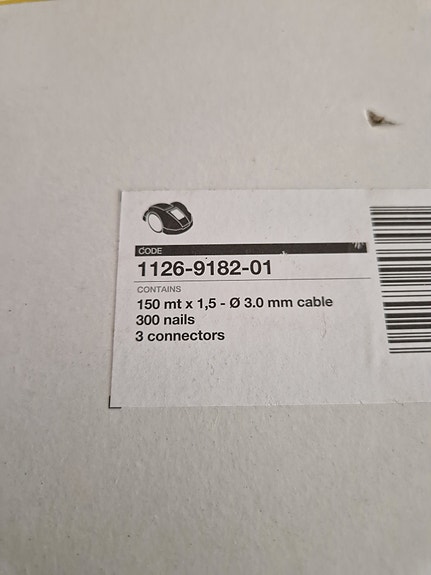 CODE
1126-9182-01
CONTAINS
150 mt x 1,5 - Ø 3.0 mm cable
300 nails
3 connectors